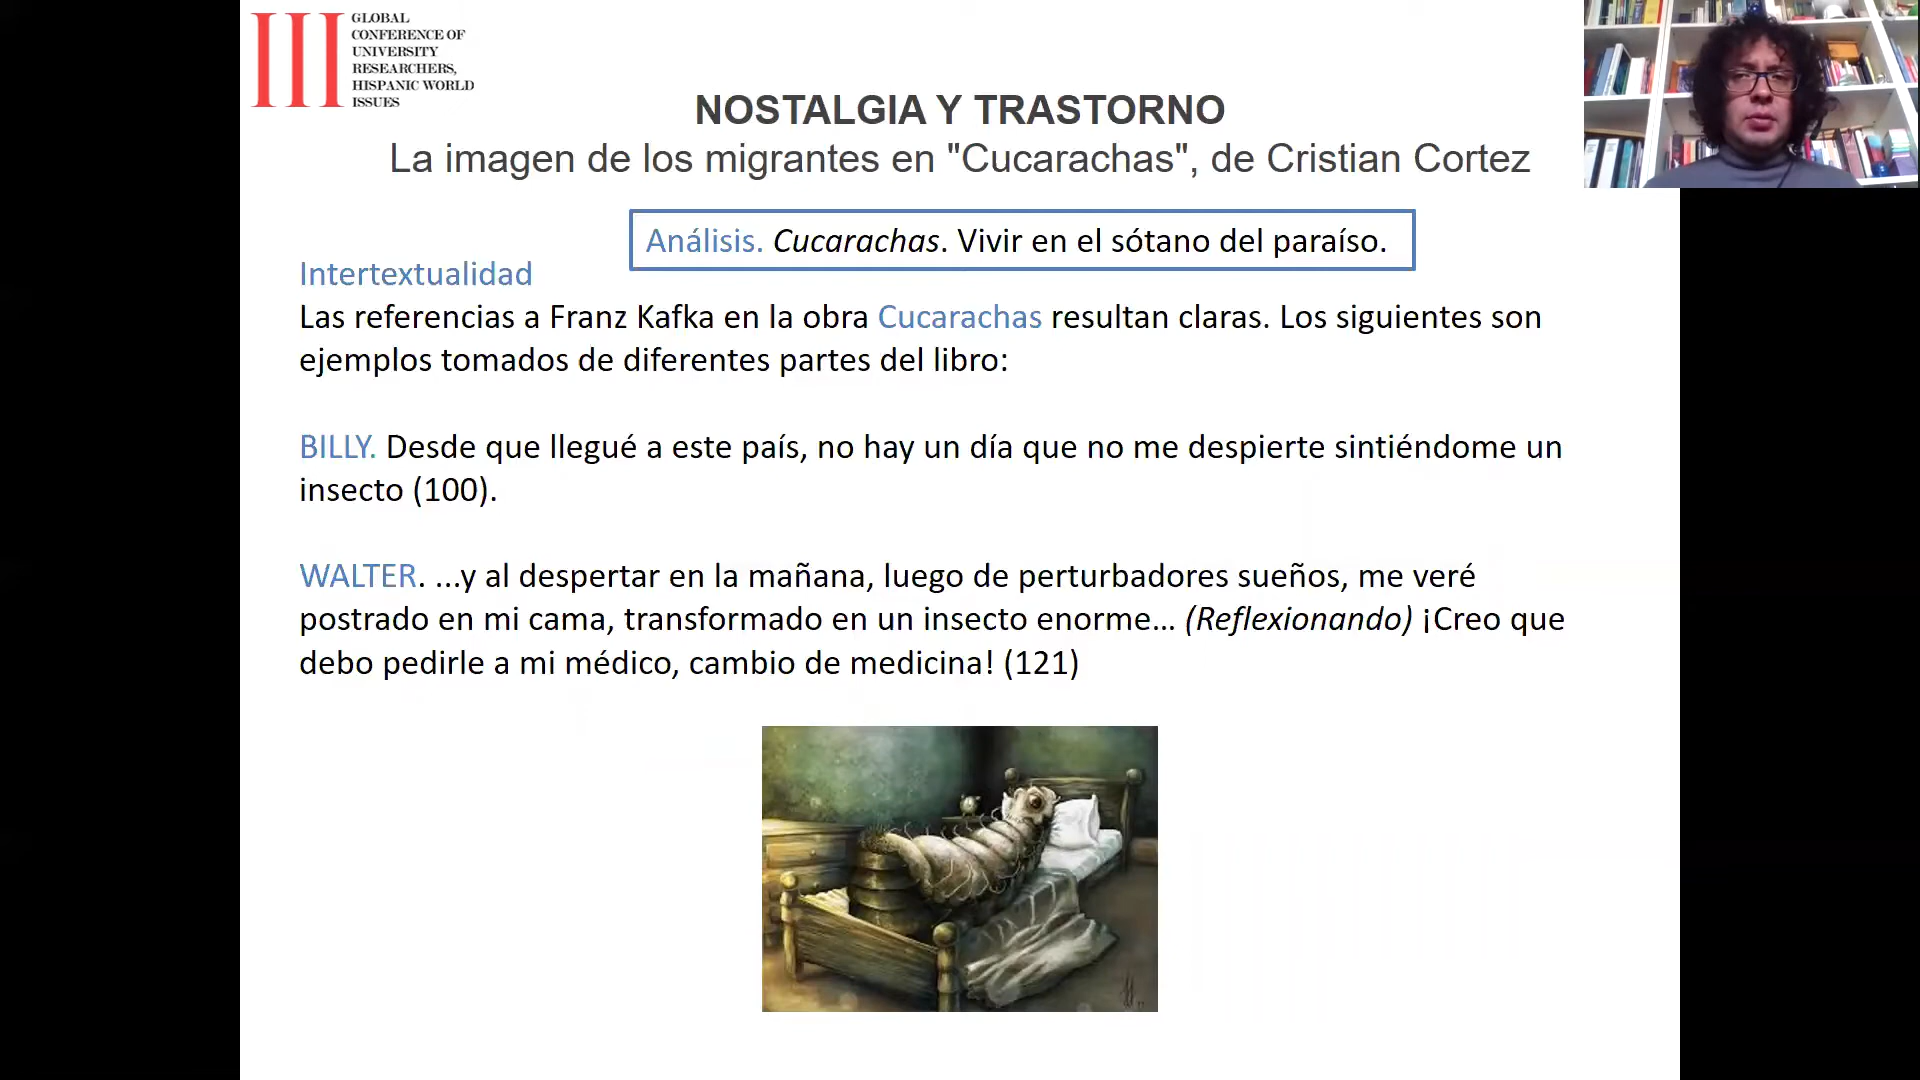 III
GLOBAL
CONFERENCE OF
UNIVERSITY
RESEARCHERS,
HISPANIC WORLD
ISSUES
NOSTALGIA Y TRASTORNO
La imagen de los migrantes en "Cucarachas", de Cristian Cortez
Análisis. Cucarachas. Vivir en el sótano del paraíso.
Intertextualidad
Las referencias a Franz Kafka en la obra Cucarachas resultan claras. Los siguientes son
ejemplos tomados de diferentes partes del libro:
BILLY. Desde que llegué a este país, no hay un día que no me despierte sintiéndome un
insecto (100).
WALTER. ...y al despertar en la mañana, luego de perturbadores sueños, me veré
postrado en mi cama, transformado en un insecto enorme... (Reflexionando) ¡Creo que
debo pedirle a mi médico, cambio de medicina! (121)